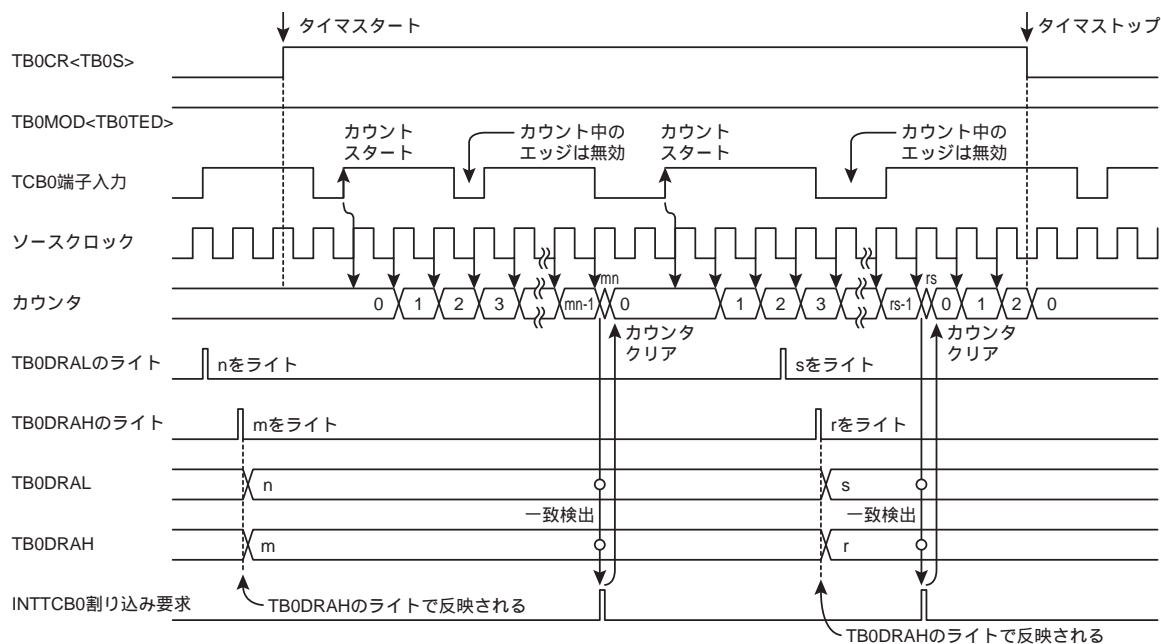 タイマスタート
タイマストップ
TB0CR<TB0S>
TB0MOD<TB0TED>
カウント
スタート
カウント中の
エッジは無効
カウント
スタート
カウント中の
エッジは無効
TCB0端子入力
ソースクロック
mn
rs
カウンタ
0 1 2 3 mn-1 0 1 2 3 rs-1 0 1 2 0
カウンタ
クリア
カウンタ
クリア
TB0DRALのライト
nをライト
sをライト
TB0DRAHのライト
mをライト
rをライト
TB0DRAL
n
s
一致検出
一致検出
TB0DRAH
m
r
INTTCB0割り込み要求
TB0DRAHのライトで反映される
TB0DRAHのライトで反映される